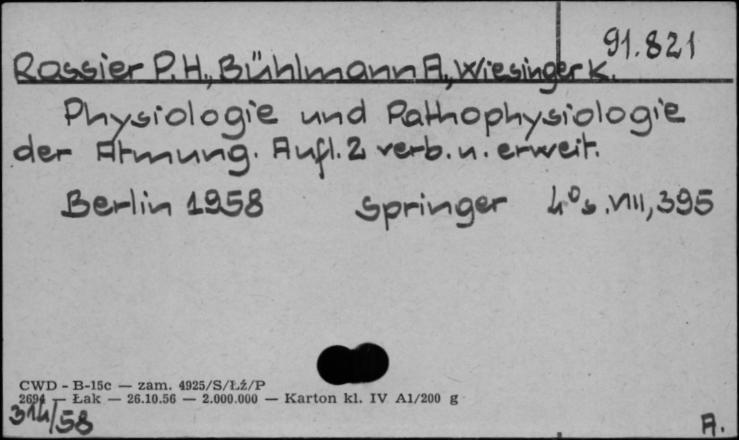 91.821
Rossier P.H., Bühlmann A., Wiesinger K.
Physiologie und Pathophysiologie
der Atmung. Aufl. 2 verb. u. erweit.
Berlin 1958 Springer 4° s. VIII, 395
CWD - B-15c — zam. 4925/S/Łź/P
2694 — Łak — 26.10.56 — 2.000.000 — Karton kl. IV A1/200 g
314/58
A.